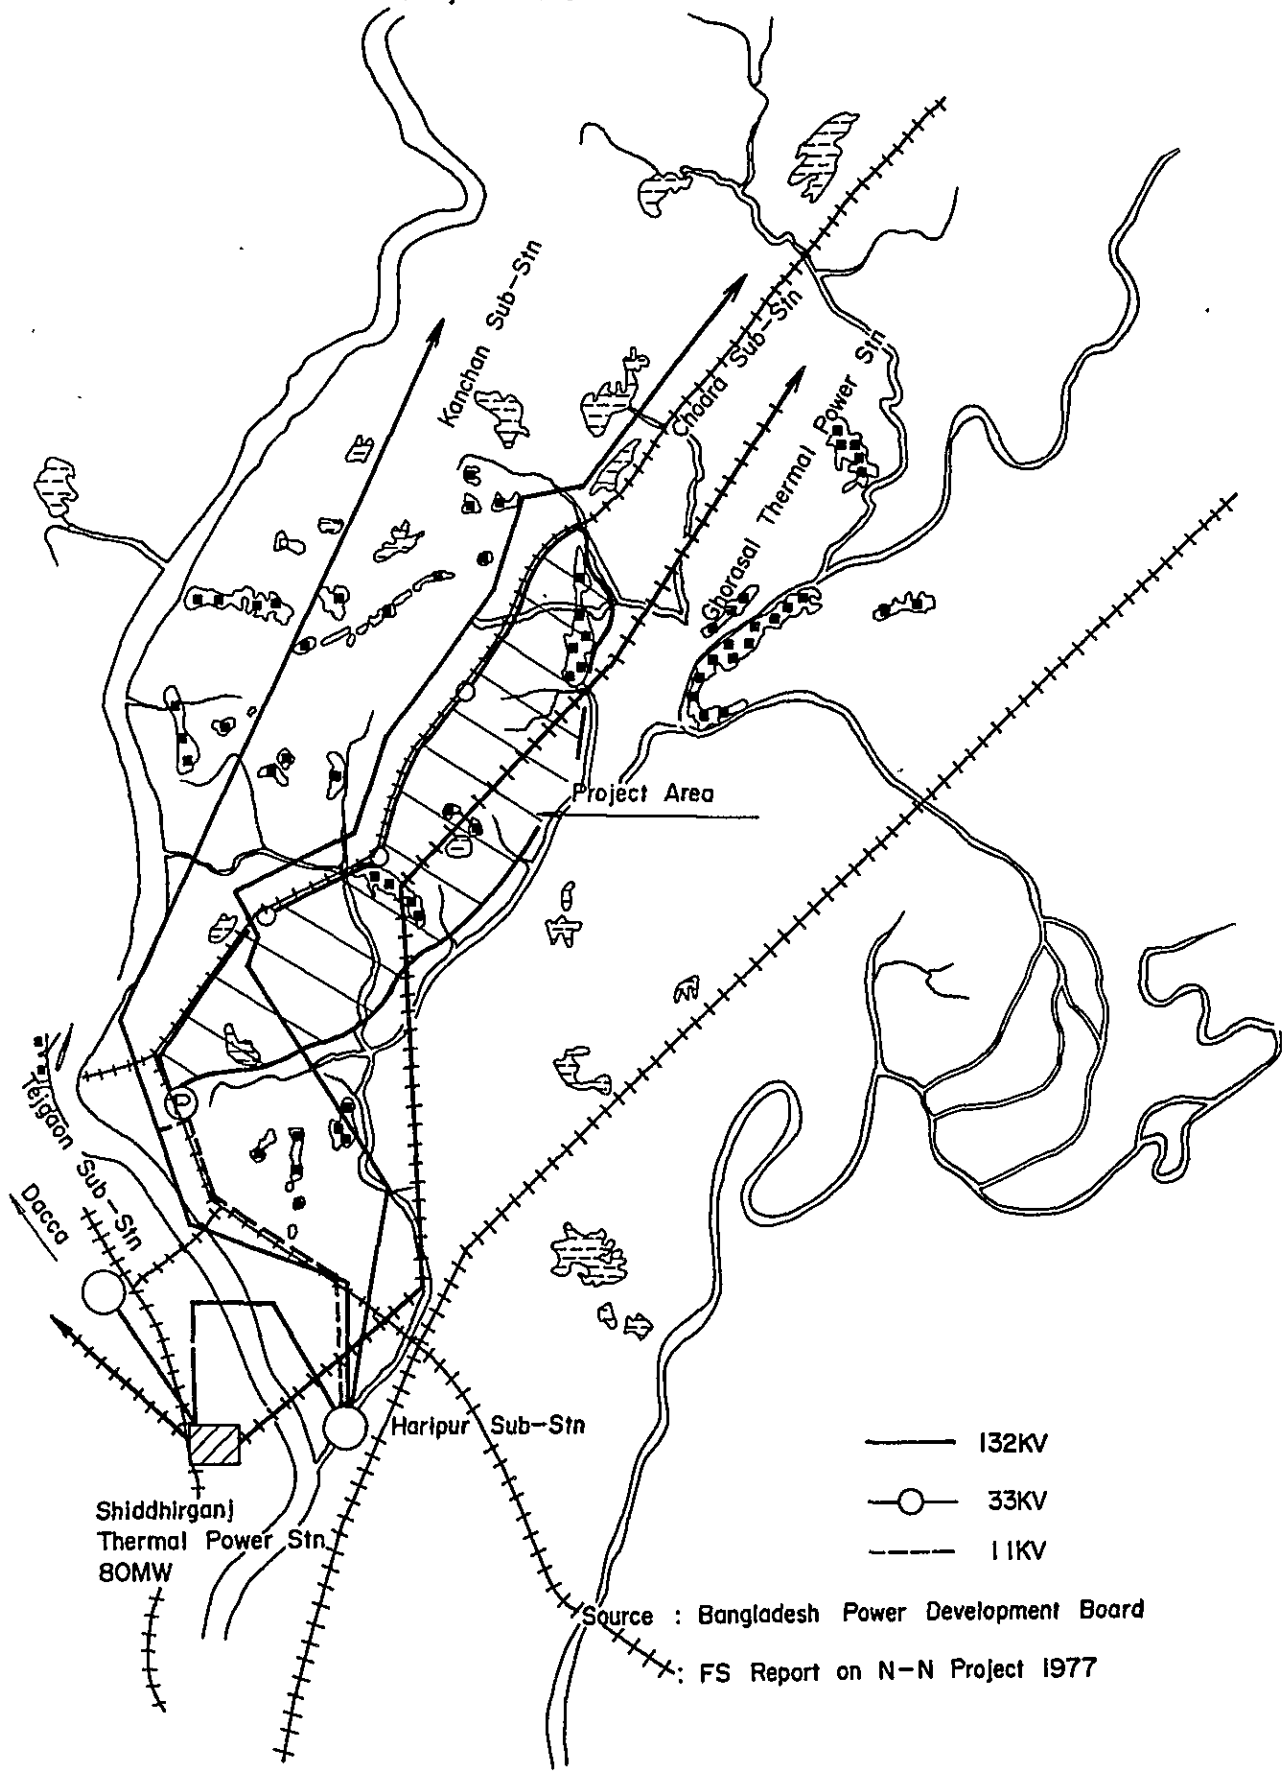 Kanchan Sub-Stn
Chadra Sub-Stn
Ghorasal Thermal Power Stn
Project Area
Tejgaon Sub-Stn
Dacca
Haripur Sub-Stn
Shiddhirganj
Thermal Power Stn
80MW
132KV
33KV
11KV
Source : Bangladesh Power Development Board
: FS Report on N-N Project 1977